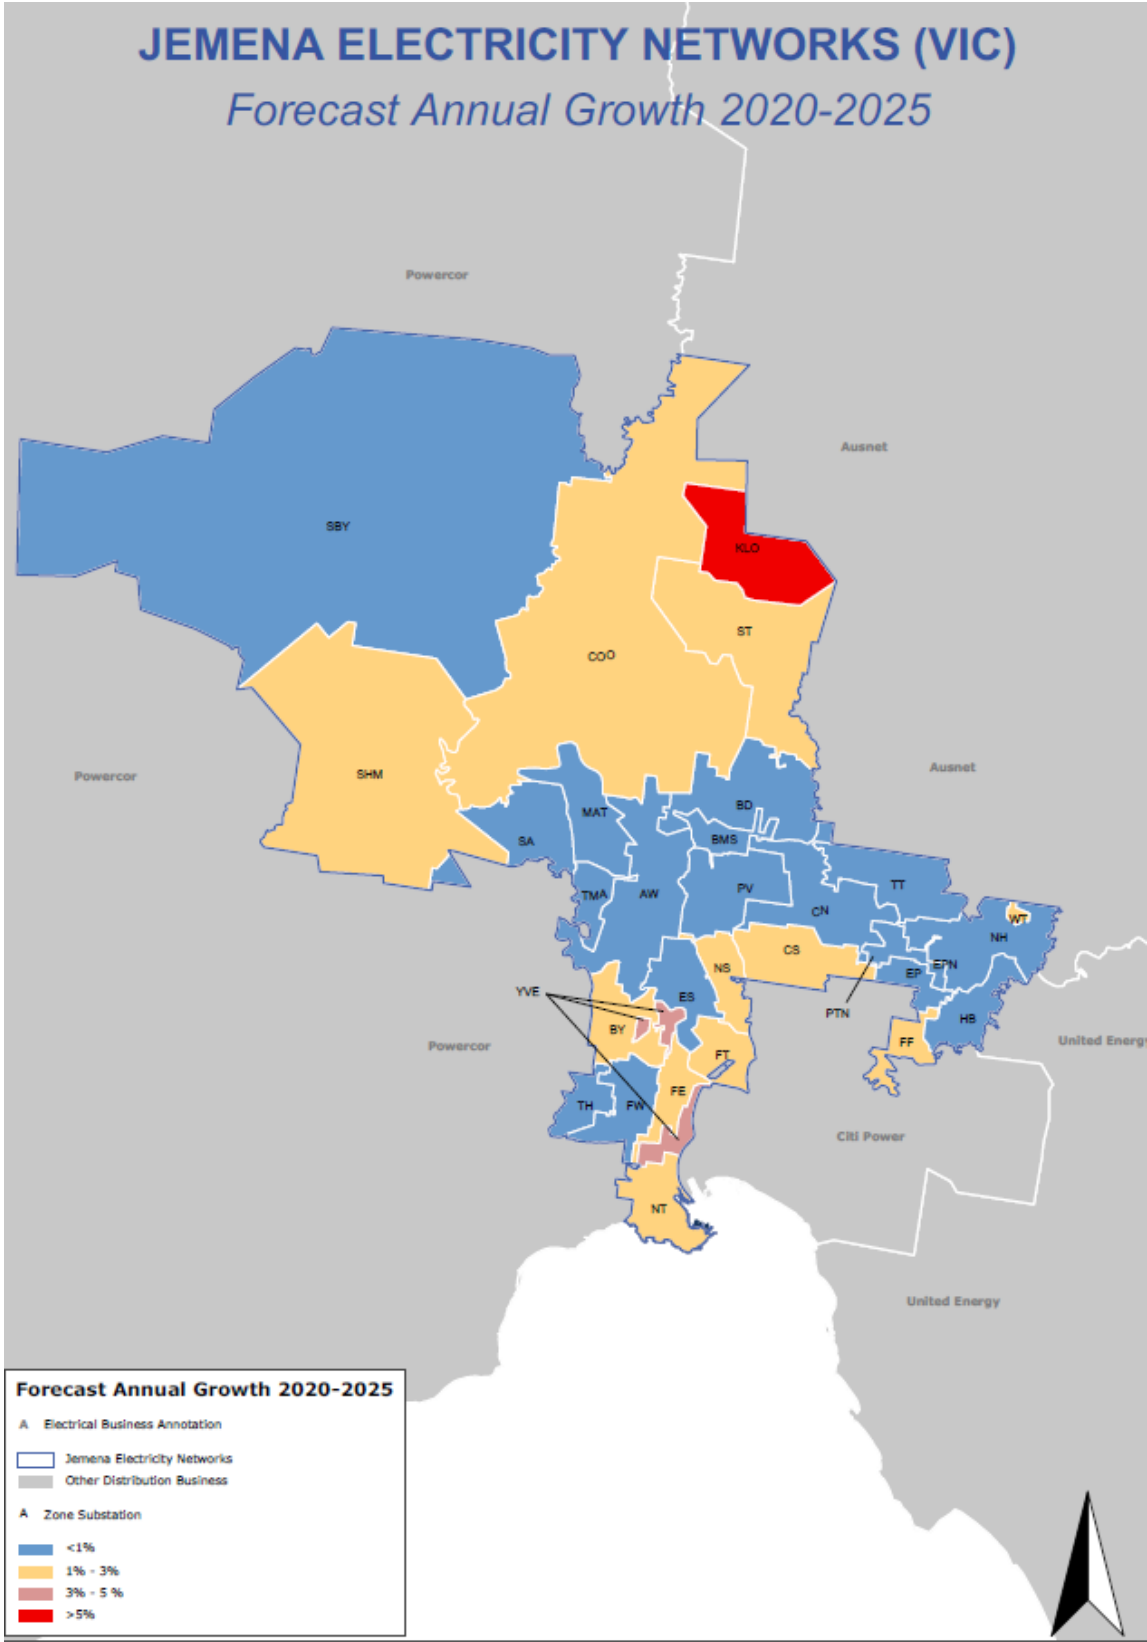 JEMENA ELECTRICITY NETWORKS (VIC)
Forecast Annual Growth 2020-2025
Powercor
Ausnet
SBY
KLO
ST
COO
Powercor
SHM
Ausnet
MAT
BD
SA
BMS
TMA
AW
PV
TT
CN
WT
NH
CS
NS
EPN
EP
YVE
ES
PTN
HB
BY
FF
United Energy
Powercor
FT
FE
TH
FW
Citi Power
NT
United Energy
Forecast Annual Growth 2020-2025
A Electrical Business Annotation
Jemena Electricity Networks
Other Distribution Business
A Zone Substation
<1%
1% - 3%
3% - 5 %
>5%